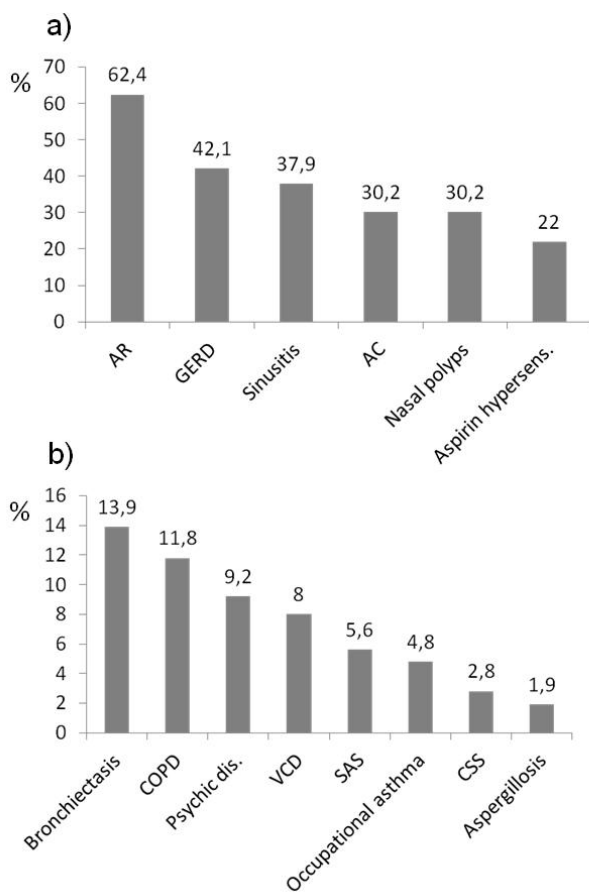 a)
%
70
60
50
40
30
20
10
0
62,4
42,1
37,9
30,2
30,2
22
AR
GERD
Sinusitis
AC
Nasal polyps
Aspirin hypersens.
b)
%
16
14
12
10
8
6
4
2
0
13,9
11,8
9,2
8
5,6
4,8
2,8
1,9
Bronchiectasis
COPD
Psychic dis.
VCD
SAS
Occupational asthma
CSS
Aspergillosis